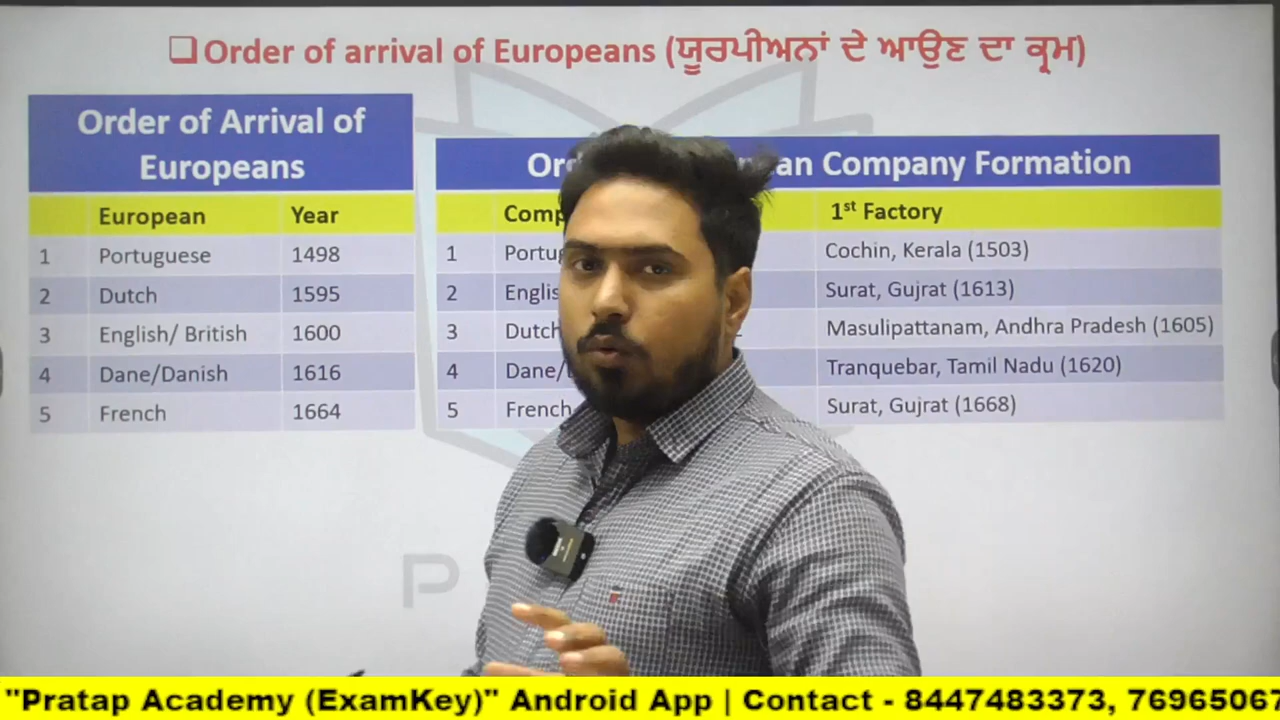 Order of arrival of Europeans (ਯੂਰਪੀਅਨਾਂ ਦੇ ਆਉਣ ਦਾ ਕ੍ਰਮ)
Order of Arrival of
Europeans
European Year
1 Portuguese 1498
2 Dutch 1595
3 English/ British 1600
4 Dane/Danish 1616
5 French 1664
Company Formation
1st Factory
1 Cochin, Kerala (1503)
2 Surat, Gujrat (1613)
3 Dutch Masulipattanam, Andhra Pradesh (1605)
4 Tranquebar, Tamil Nadu (1620)
5 French Surat, Gujrat (1668)
"Pratap Academy (ExamKey)" Android App | Contact - 8447483373, 76965067